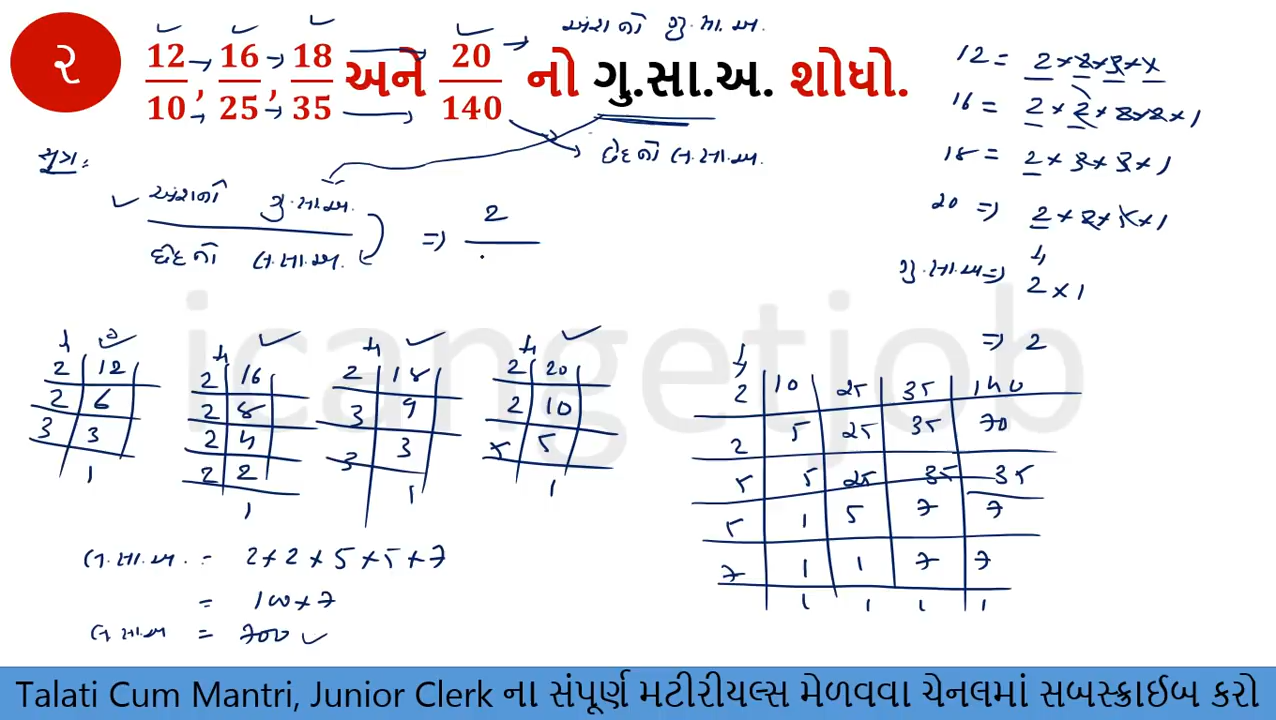 ૨
12/10 , 16/25 , 18/35 અને 20/140 નો ગુ.સા.અ. શોધો.
અંશનો ગુ.સા.અ.
છેદનો લ.સા.અ.
સૂત્ર:
અંશનો ગુ.સા.અ.
છેદનો લ.સા.અ.
⇒ 2
12 = 2×2×3×1
16 = 2×2×2×2×1
18 = 2×3×3×1
20 ⇒ 2×2×5×1
ગુ.સા.અ ⇒ 2×1
⇒ 2
icangetjob
2 12
2 6
3 3
1
2 16
2 8
2 4
2 2
1
2 18
3 9
3 3
1
2 20
2 10
5 5
1
2 10 25 35 140
2 5 25 35 70
5 5 25 35 35
5 1 5 7 7
7 1 1 7 7
1 1 1 1
લ.સા.અ. = 2×2×5×5×7
= 100×7
લ.સા.અ = 700
Talati Cum Mantri, Junior Clerk ના સંપૂર્ણ મટીરીયલ્સ મેળવવા ચેનલમાં સબસ્ક્રાઈબ કરો